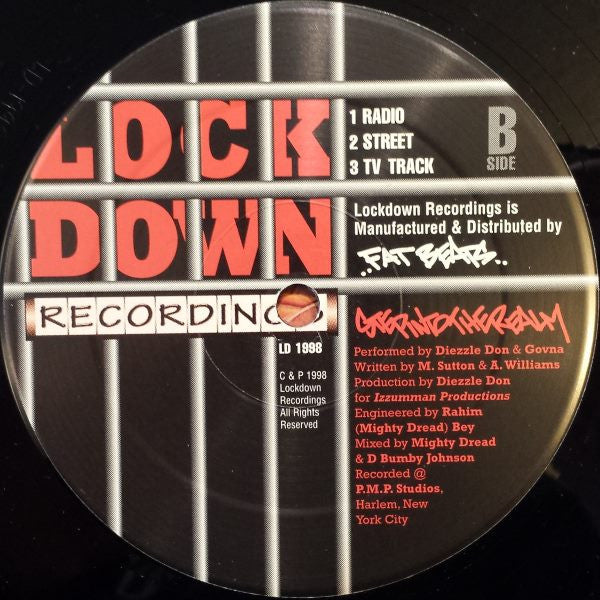 LOCK
DOWN
RECORDINGS
LD 1998
C & P 1998
Lockdown
Recordings
All Rights
Reserved
1 RADIO
2 STREET
3 TV TRACK
B
SIDE
Lockdown Recordings is
Manufactured & Distributed by
..FAT BEATS..
STEPINTOTHEREALM
Performed by Diezzle Don & Govna
Written by M. Sutton & A. Williams
Production by Diezzle Don
for Izzumman Productions
Engineered by Rahim
(Mighty Dread) Bey
Mixed by Mighty Dread
& D Bumby Johnson
Recorded @
P.M.P. Studios,
Harlem, New
York City